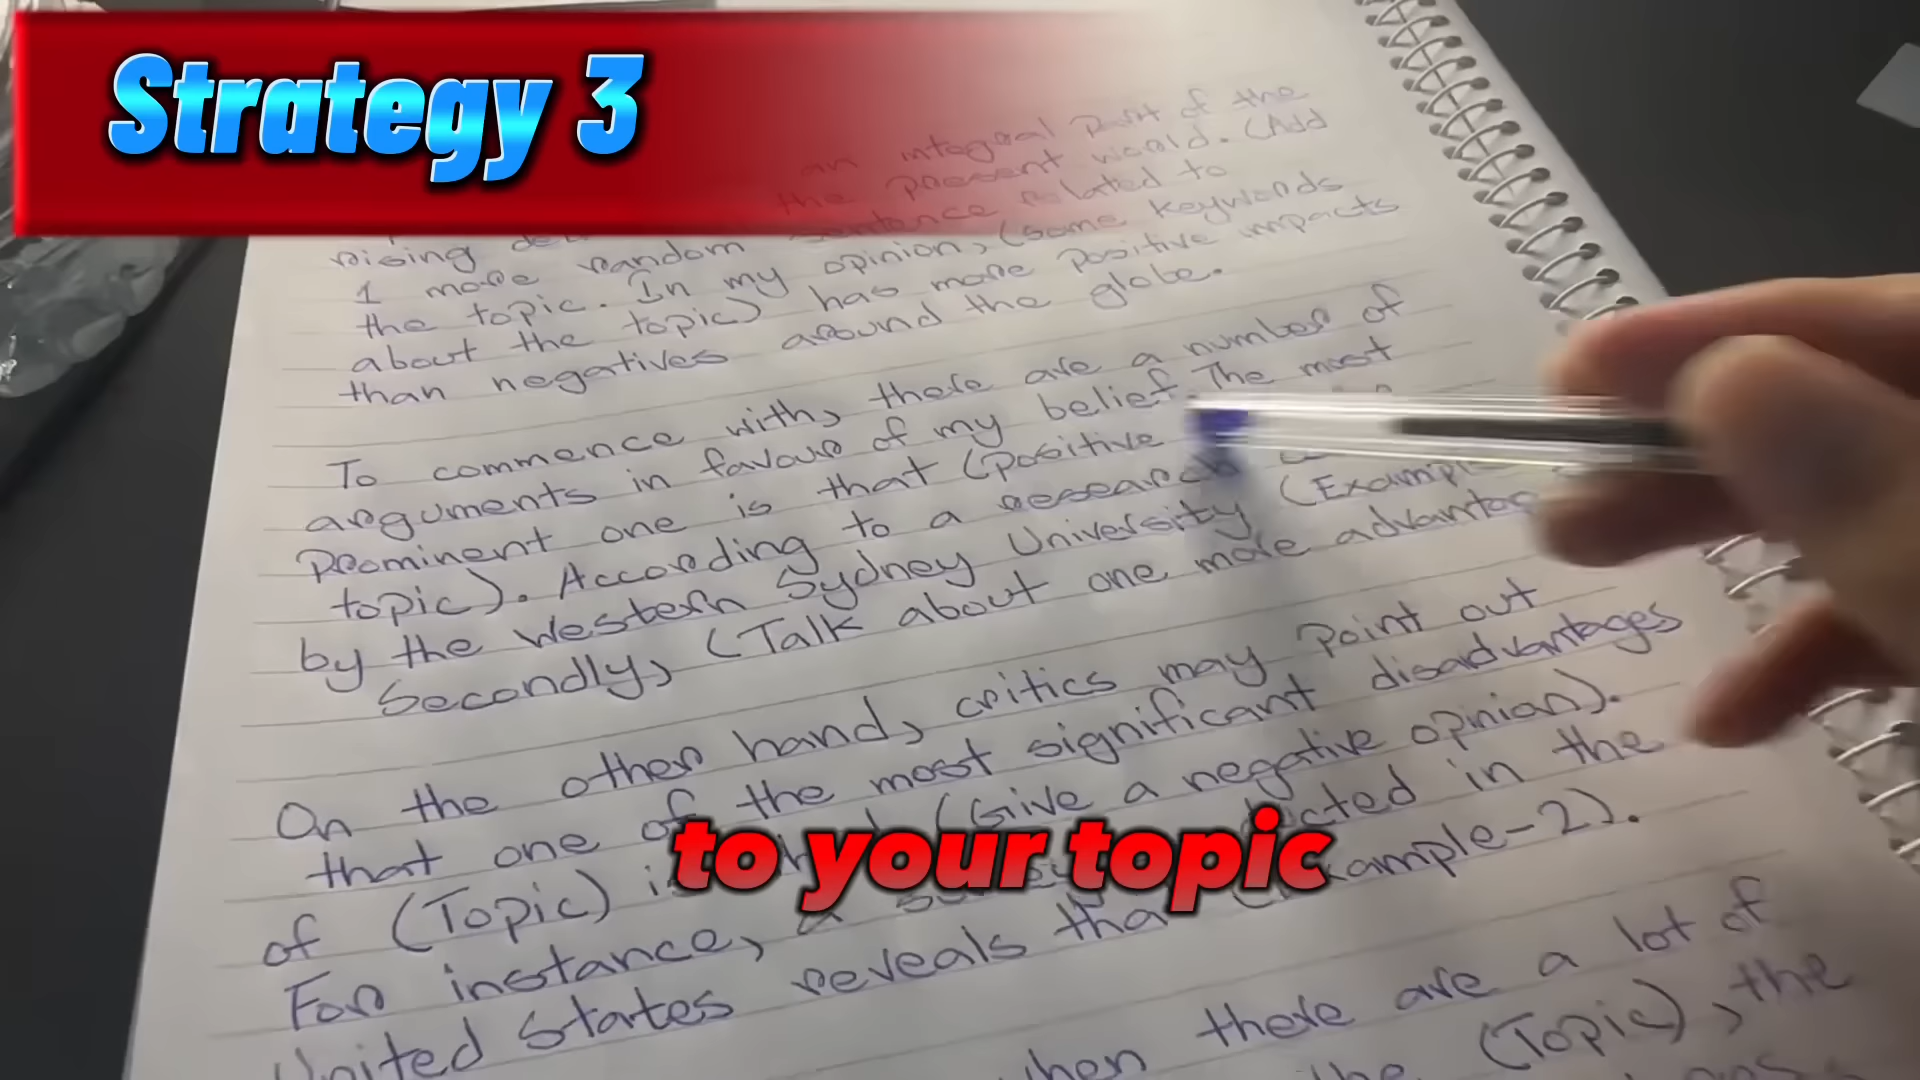 Strategy 3
an integral part of the
the present world. (Add
rising
1 more random sentence related to
the topic. In my opinion, (some keywords
about the topic) has more positive impacts
than negatives around the globe.
To commence with, there are a number of
arguments in favour of my belief. The most
prominent one is that (positive
topic). According to a research
by the Western Sydney University (Example
Secondly, (Talk about one more advantage
On the other hand, critics may point out
that one of the most significant disadvantages
of (Topic) is (Give a negative opinion).
For instance, in the
United States reveals that (Example-2).
there are a lot of
(Topic), the
to your topic